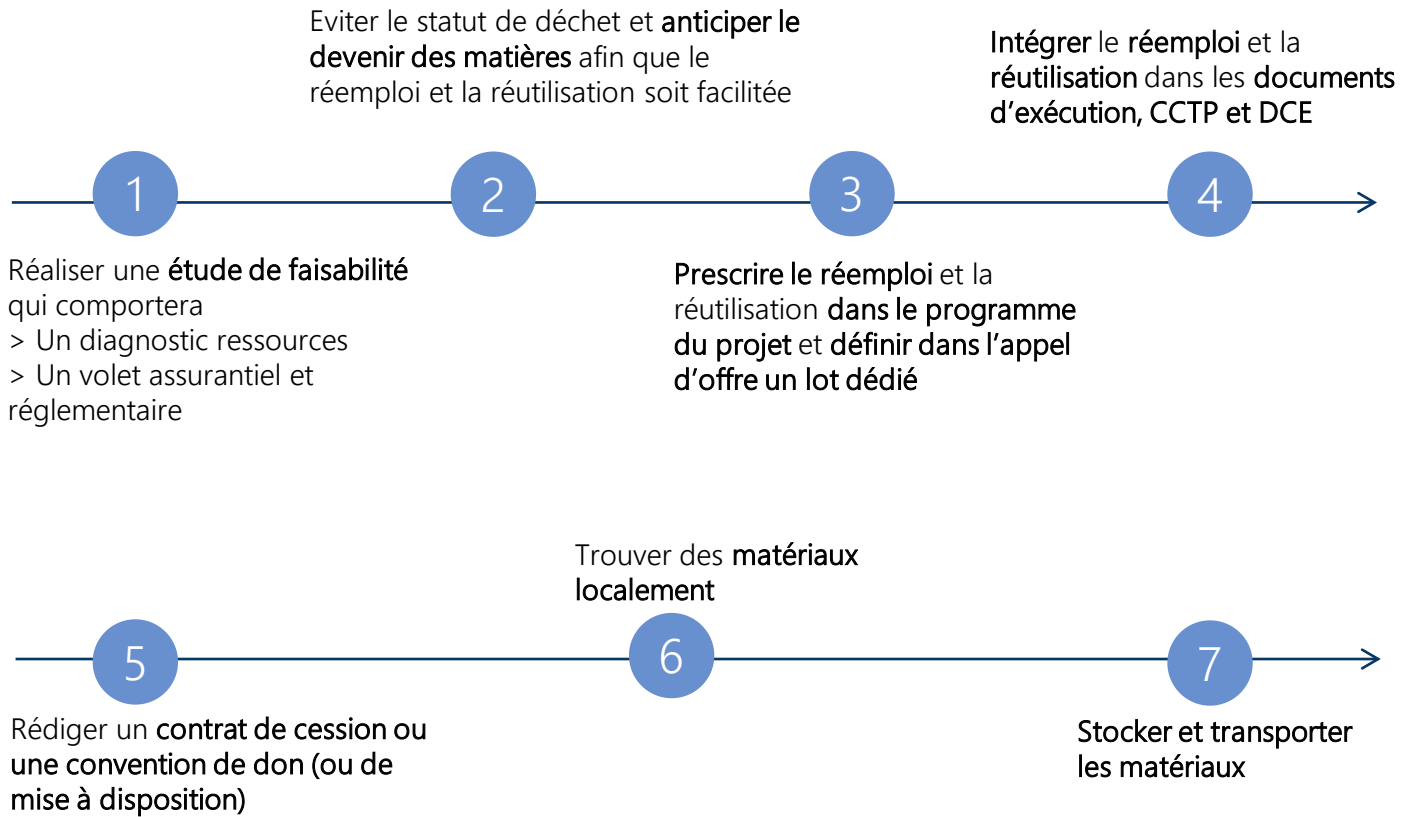 Eviter le statut de déchet et anticiper le
devenir des matières afin que le
réemploi et la réutilisation soit facilitée
Intégrer le réemploi et la
réutilisation dans les documents
d'exécution, CCTP et DCE
1
2
3
4
Réaliser une étude de faisabilité
qui comportera
> Un diagnostic ressources
> Un volet assurantiel et
réglementaire
Prescrire le réemploi et la
réutilisation dans le programme
du projet et définir dans l'appel
d'offre un lot dédié
Trouver des matériaux
localement
5
6
7
Rédiger un contrat de cession ou
une convention de don (ou de
mise à disposition)
Stocker et transporter
les matériaux